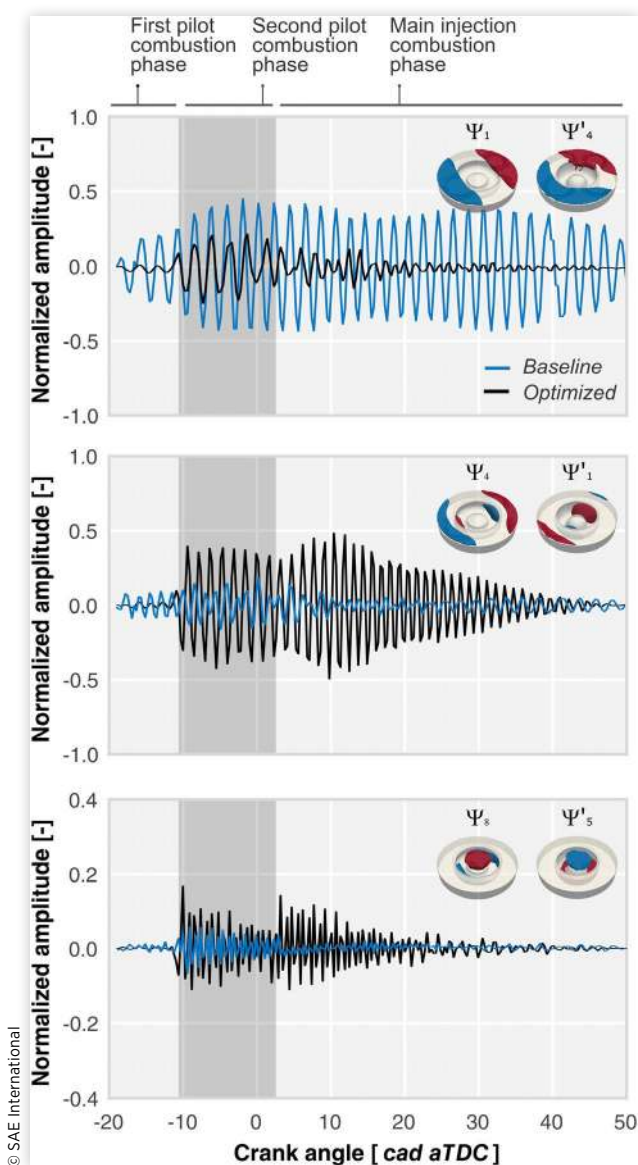 First pilot
combustion
phase
Second pilot
combustion
phase
Main injection
combustion
phase
Normalized amplitude [-]
1.0
0.5
0.0
-0.5
-1.0
Ψ₁ Ψ'₄
Baseline
Optimized
Normalized amplitude [-]
1.0
0.5
0.0
-0.5
-1.0
Ψ₄ Ψ'₁
Normalized amplitude [-]
0.4
0.2
0.0
-0.2
-0.4
Ψ₈ Ψ'₅
-20 -10 0 10 20 30 40 50
Crank angle [ cad aTDC ]
© SAE International